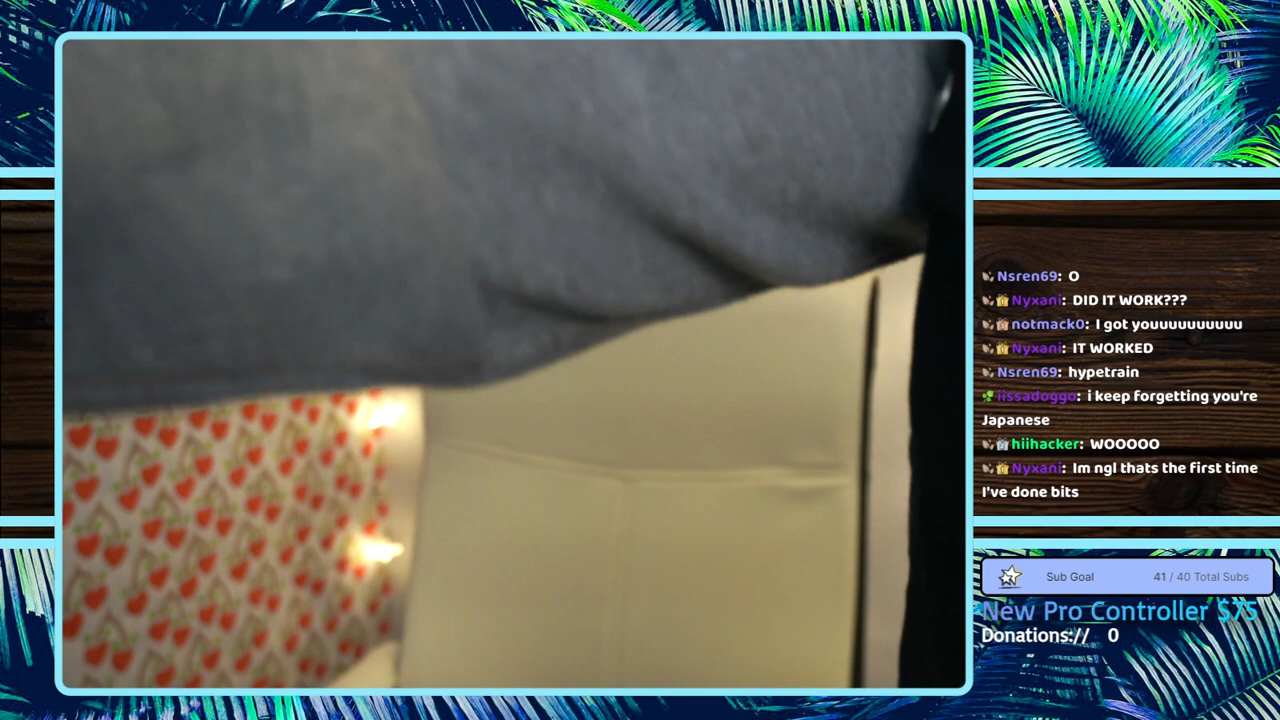 Nsren69: O
Nyxani: DID IT WORK???
notmack0: I got youuuuuuuuuu
Nyxani: IT WORKED
Nsren69: hypetrain
iissadoggo: i keep forgetting you're
Japanese
hiihacker: WOOOOO
Nyxani: Im ngl thats the first time
I've done bits
Sub Goal 41 / 40 Total Subs
New Pro Controller $75
Donations:// 0